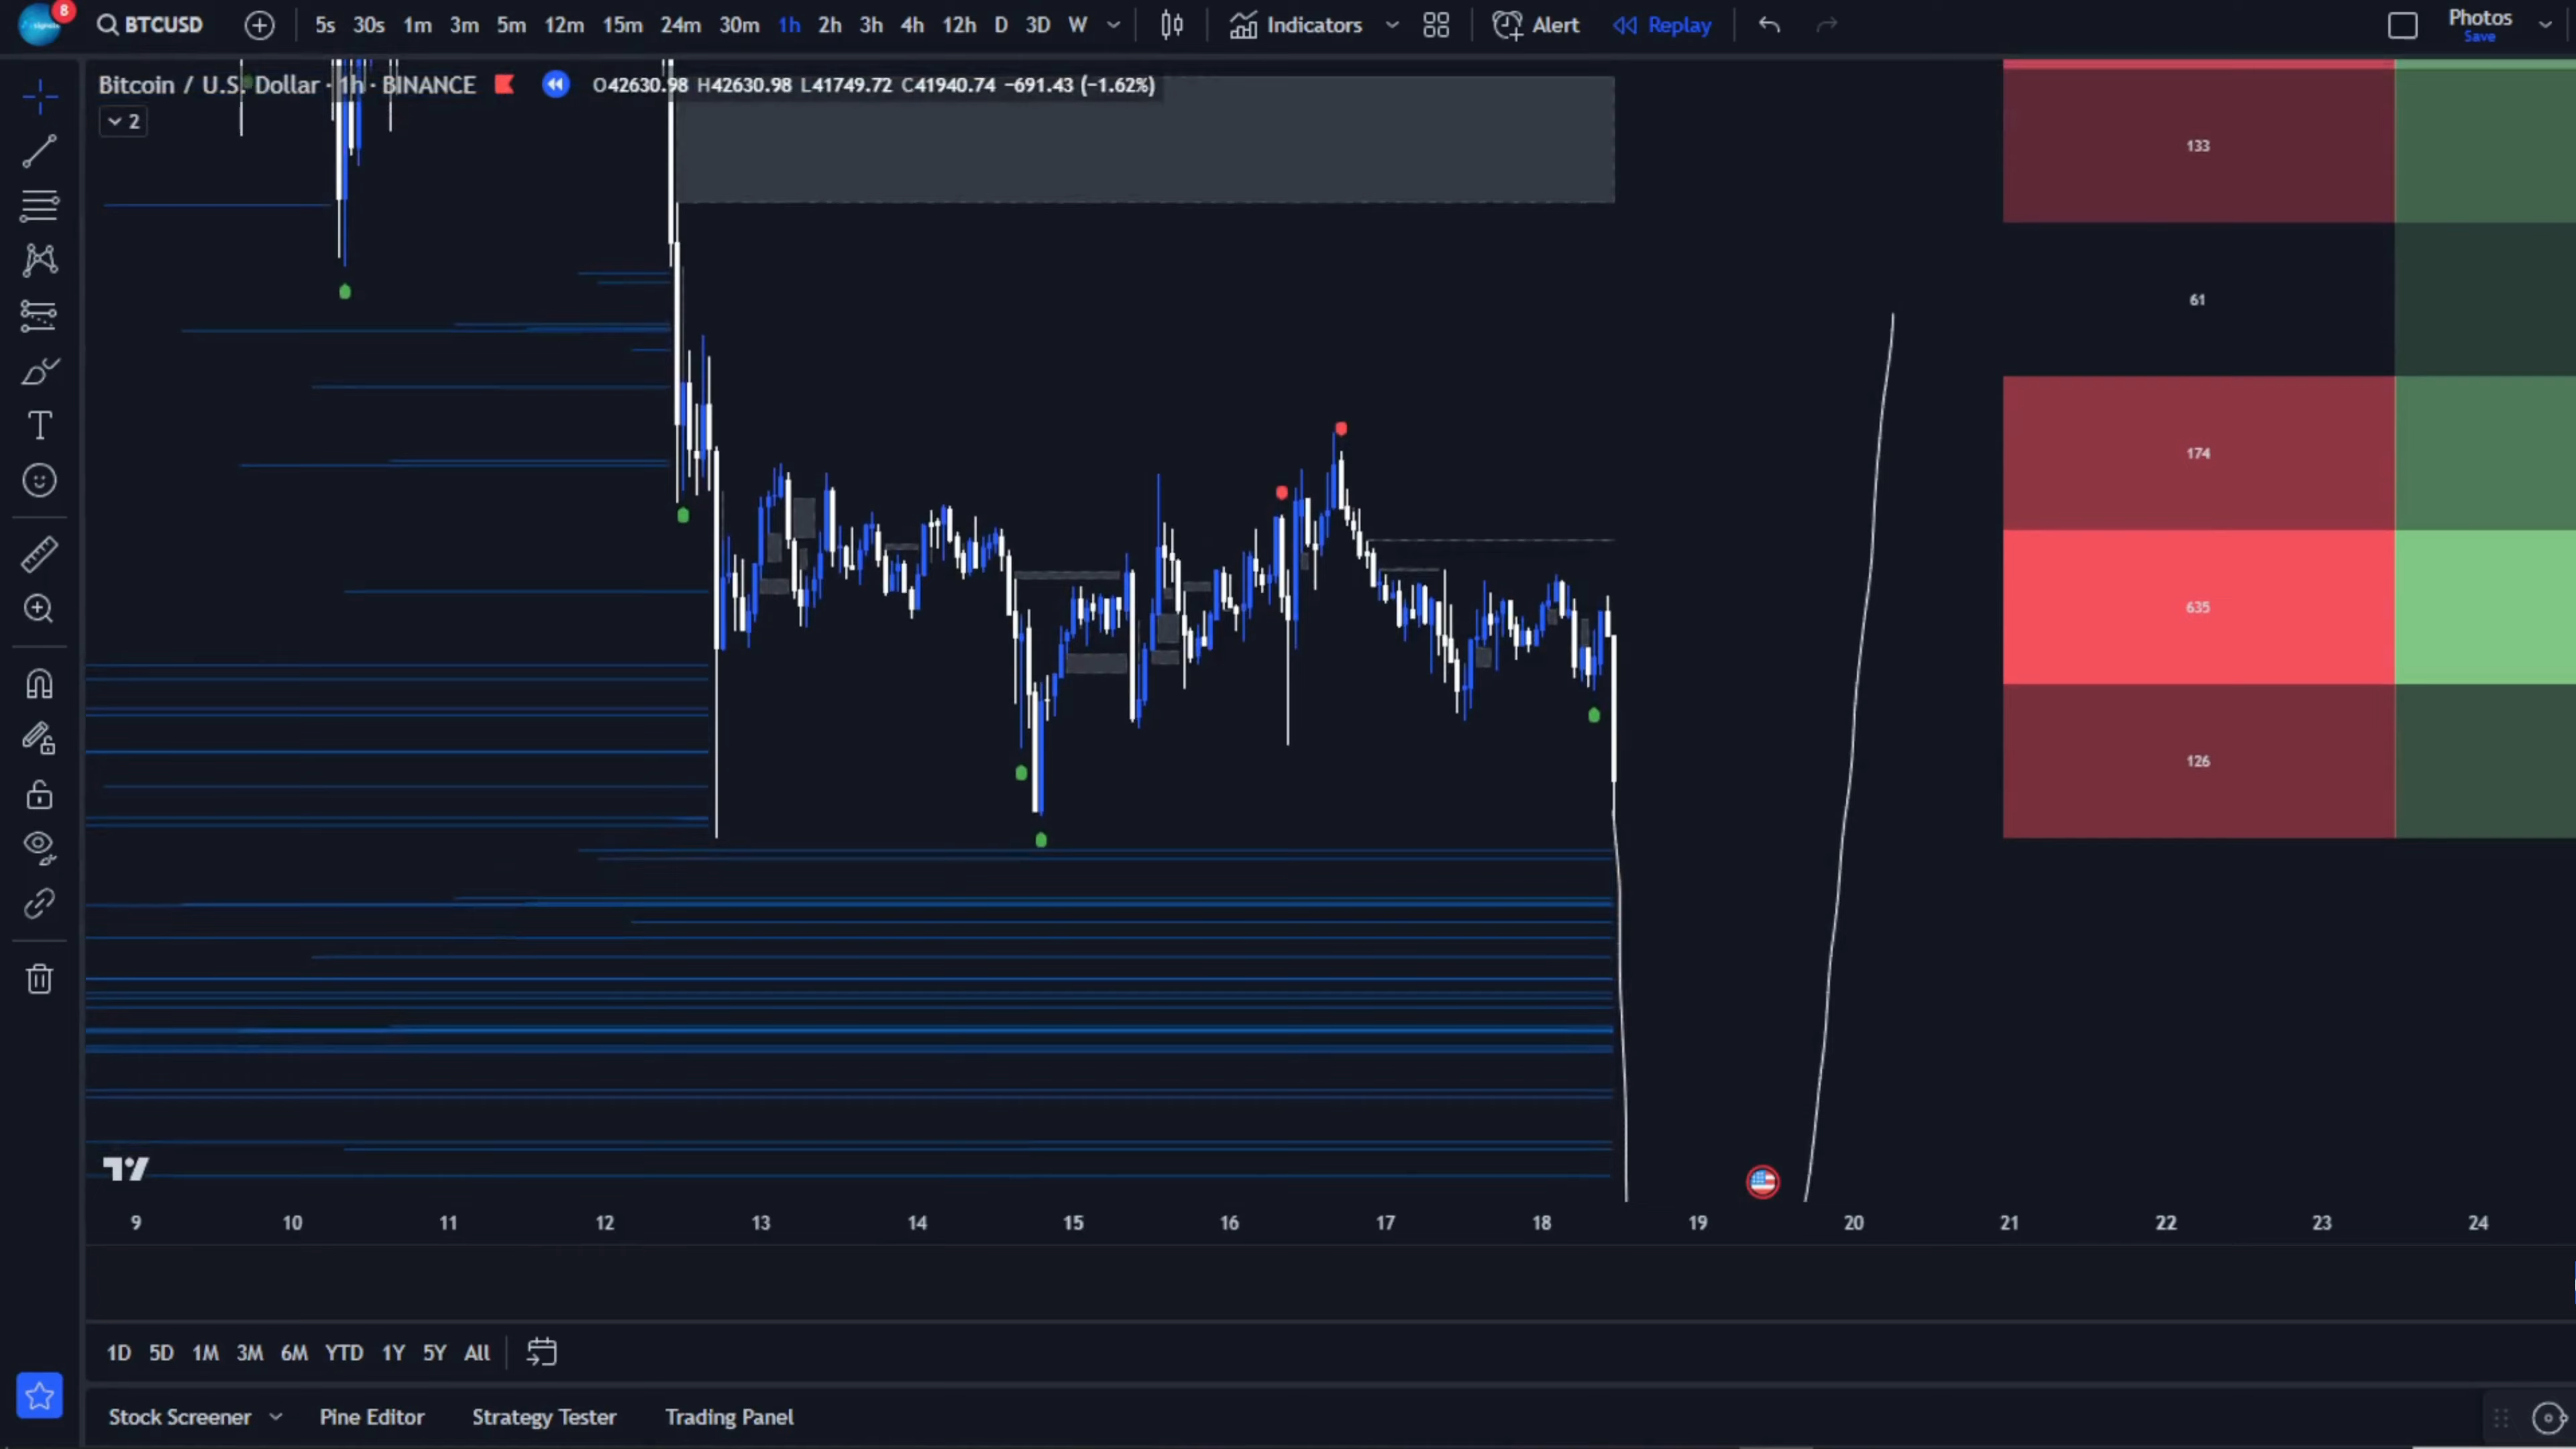 8
BTCUSD 5s 30s 1m 3m 5m 12m 15m 24m 30m 1h 2h 3h 4h 12h D 3D W Indicators Alert Replay Photos
Save
Bitcoin / U.S. Dollar · 1h · BINANCE O42630.98 H42630.98 L41749.72 C41940.74 −691.43 (−1.62%)
2
133
61
174
635
126
9 10 11 12 13 14 15 16 17 18 19 20 21 22 23 24
1D 5D 1M 3M 6M YTD 1Y 5Y All
Stock Screener Pine Editor Strategy Tester Trading Panel